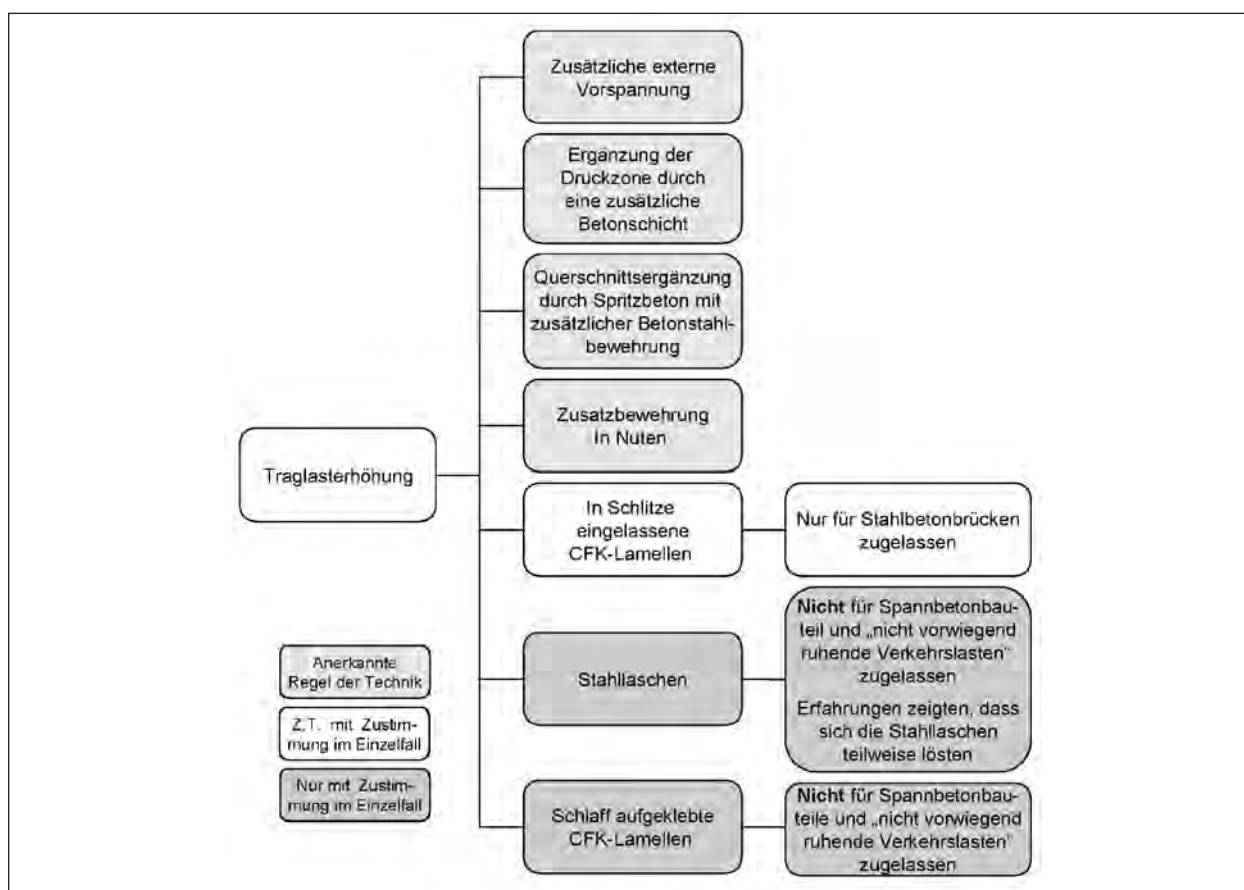 Zusätzliche externe
Vorspannung
Ergänzung der
Druckzone durch
eine zusätzliche
Betonschicht
Querschnittsergänzung
durch Spritzbeton mit
zusätzlicher Betonstahl-
bewehrung
Zusatzbewehrung
In Nuten
Traglasterhöhung
In Schlitze
eingelassene
CFK-Lamellen
Nur für Stahlbetonbrücken
zugelassen
Stahllaschen
Nicht für Spannbetonbau-
teil und „nicht vorwiegend
ruhende Verkehrslasten“
zugelassen
Erfahrungen zeigten, dass
sich die Stahllaschen
teilweise lösten
Schlaff aufgeklebte
CFK-Lamellen
Nicht für Spannbetonbau-
teile und „nicht vorwiegend
ruhende Verkehrslasten“
zugelassen
Anerkannte
Regel der Technik
Z.T. mit Zustim-
mung im Einzelfall
Nur mit Zustim-
mung im Einzelfall